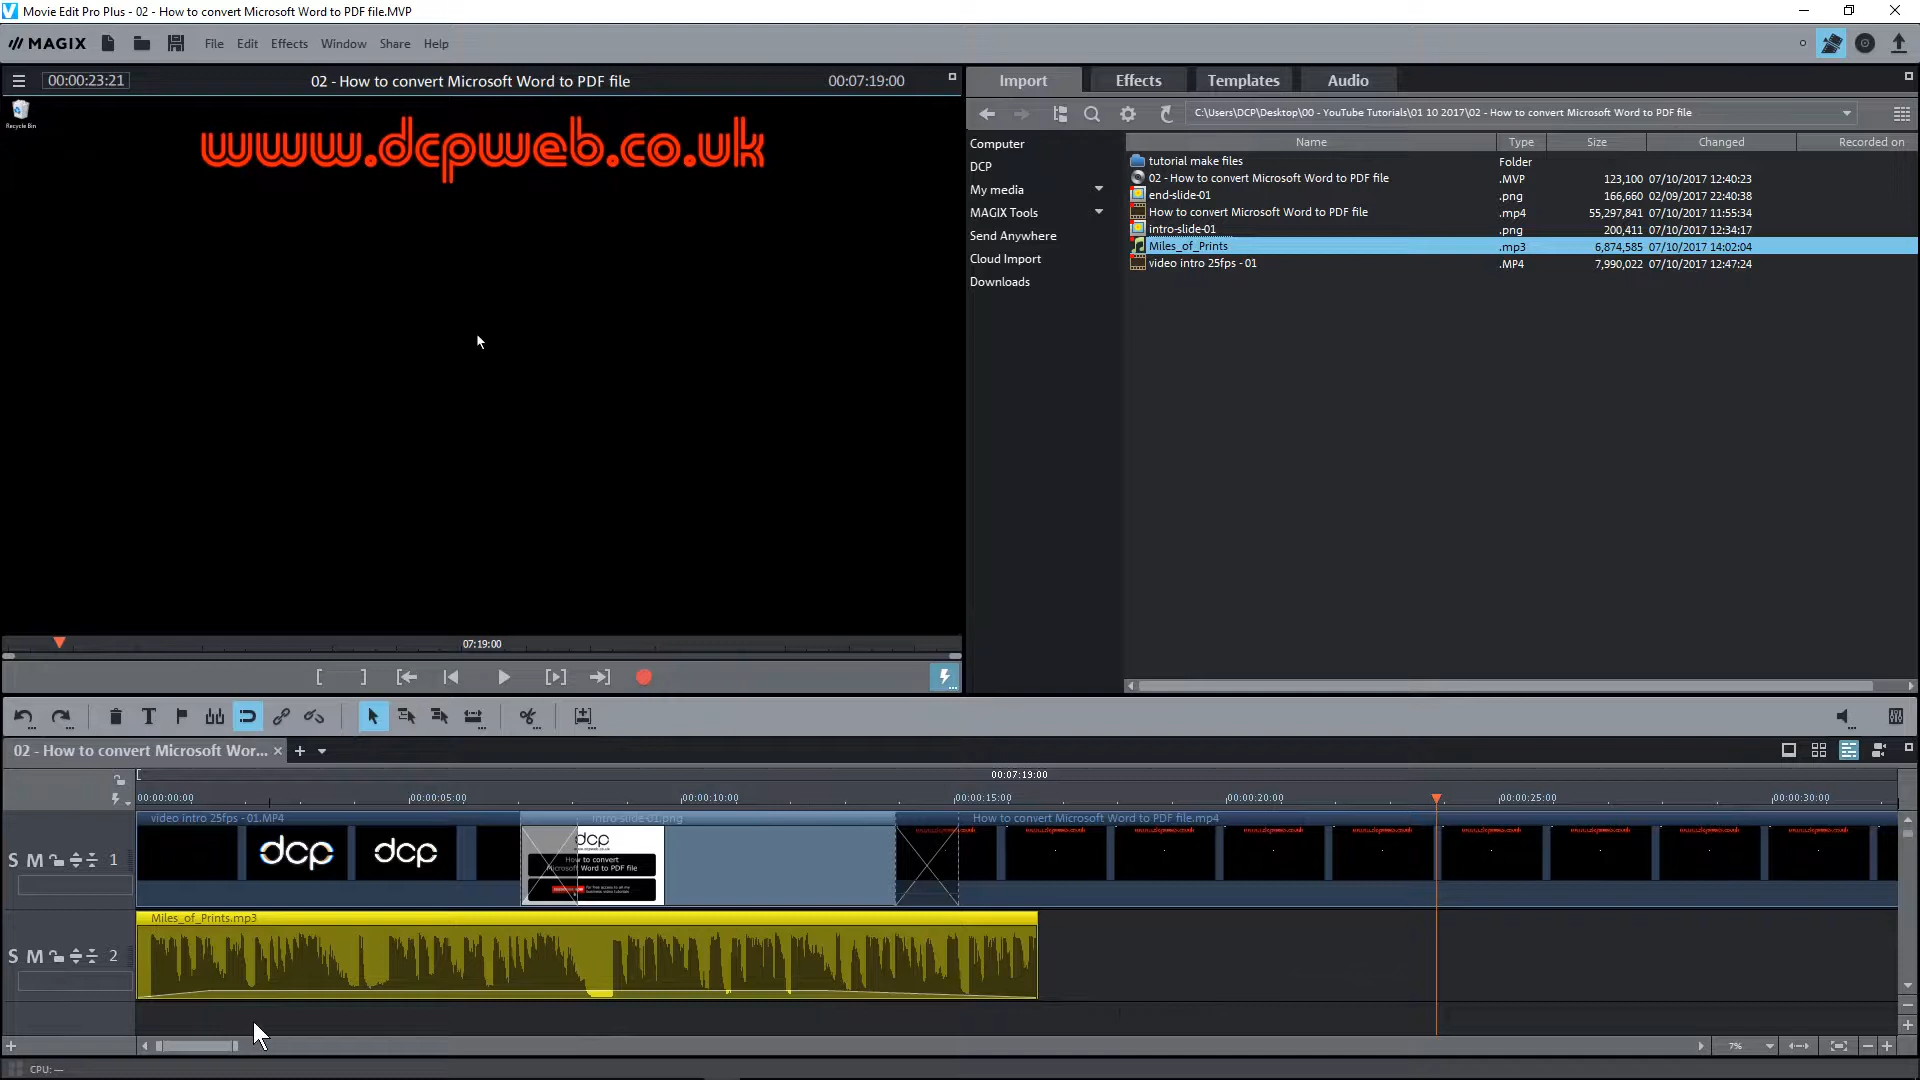 Movie Edit Pro Plus - 02 - How to convert Microsoft Word to PDF file.MVP
MAGIX File Edit Effects Window Share Help
00:00:23:21 02 - How to convert Microsoft Word to PDF file 00:07:19:00
Recycle Bin
www.dcpweb.co.uk
07:19:00
Import Effects Templates Audio
C:\Users\DCP\Desktop\00 - YouTube Tutorials\01 10 2017\02 - How to convert Microsoft Word to PDF file
Computer
DCP
My media
MAGIX Tools
Send Anywhere
Cloud Import
Downloads
Name Type Size Changed Recorded on
tutorial make files Folder
02 - How to convert Microsoft Word to PDF file .MVP 123,100 07/10/2017 12:40:23
end-slide-01 .png 166,660 02/09/2017 22:40:38
How to convert Microsoft Word to PDF file .mp4 55,297,841 07/10/2017 11:55:34
intro-slide-01 .png 200,411 07/10/2017 12:34:17
Miles_of_Prints .mp3 6,874,585 07/10/2017 14:02:04
video intro 25fps - 01 .MP4 7,990,022 07/10/2017 12:47:24
02 - How to convert Microsoft Wor...
00:07:19:00
00:00:00:00 00:00:05:00 00:00:10:00 00:00:15:00 00:00:20:00 00:00:25:00 00:00:30:00
video intro 25fps - 01.MP4 intro-slide-01.png How to convert Microsoft Word to PDF file.mp4
S M 1
dcp dcp
dcp
How to convert
Microsoft Word to PDF file
Miles_of_Prints.mp3
S M 2
7%
CPU: —